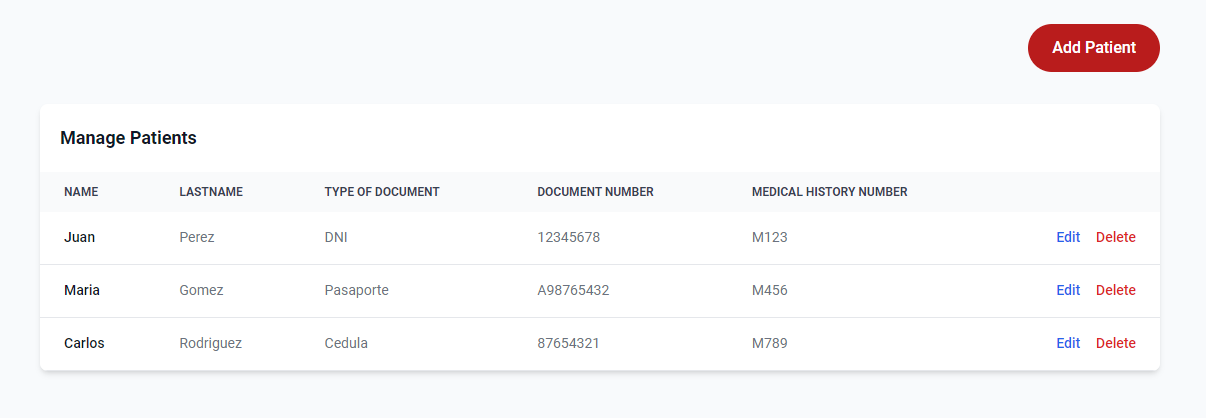 Add Patient
Manage Patients
NAME LASTNAME TYPE OF DOCUMENT DOCUMENT NUMBER MEDICAL HISTORY NUMBER
Juan Perez DNI 12345678 M123 Edit Delete
Maria Gomez Pasaporte A98765432 M456 Edit Delete
Carlos Rodriguez Cedula 87654321 M789 Edit Delete